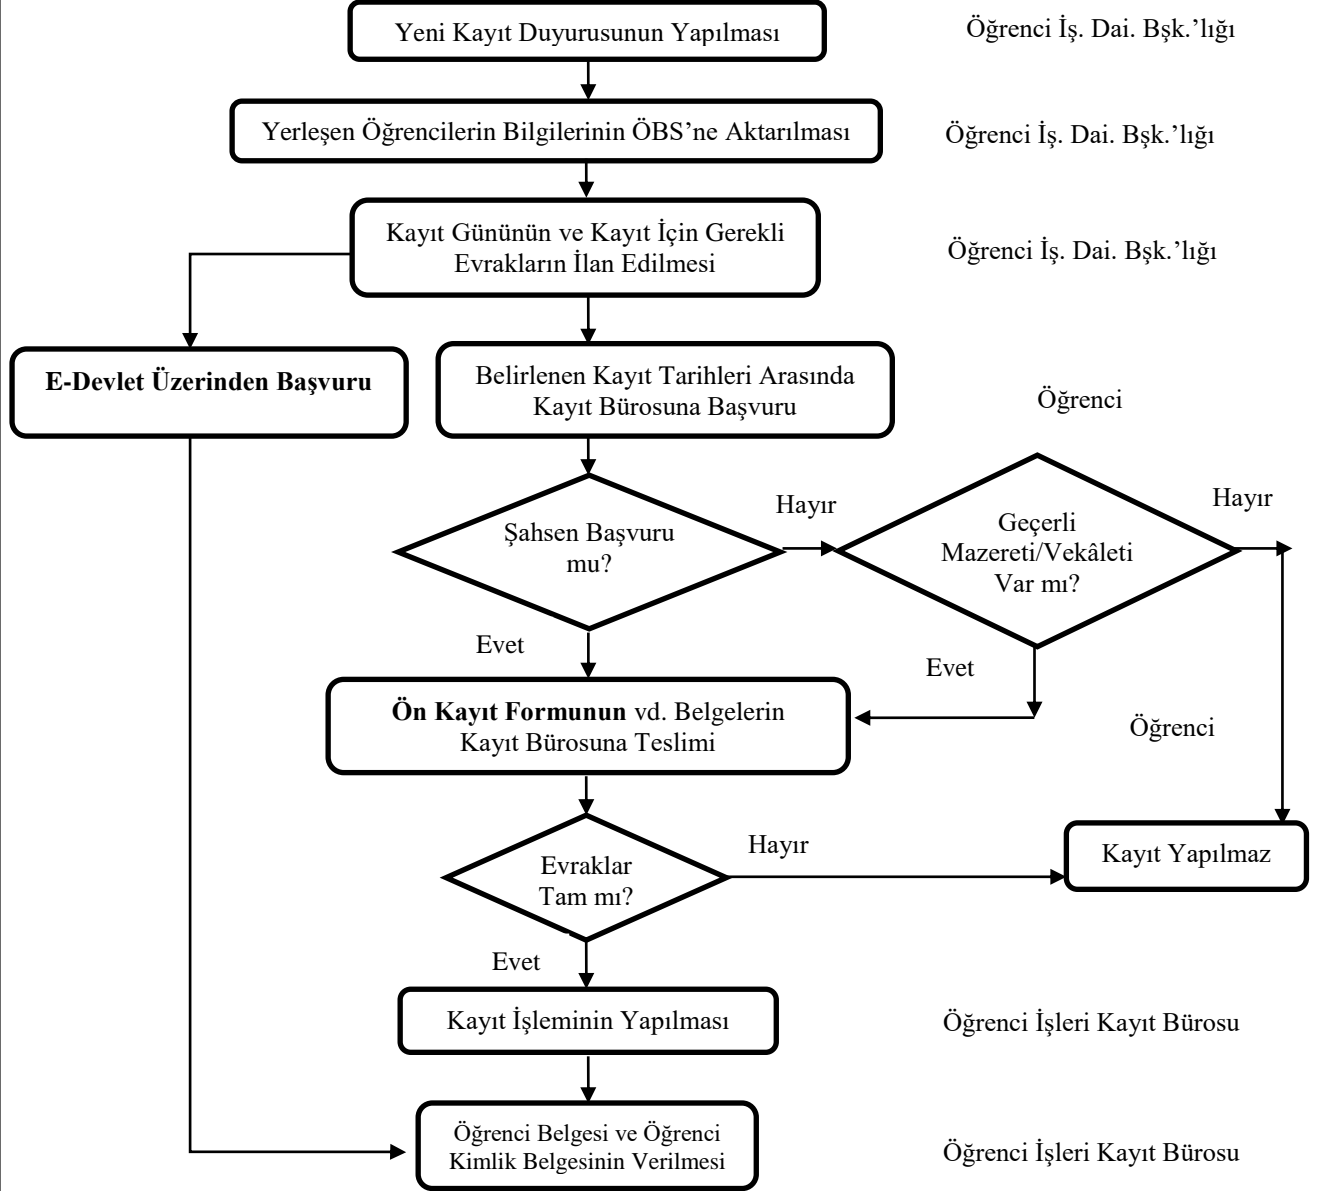 Yeni Kayıt Duyurusunun Yapılması
Öğrenci İş. Dai. Bşk.’lığı
Yerleşen Öğrencilerin Bilgilerinin ÖBS’ne Aktarılması
Öğrenci İş. Dai. Bşk.’lığı
Kayıt Gününün ve Kayıt İçin Gerekli
Evrakların İlan Edilmesi
Öğrenci İş. Dai. Bşk.’lığı
E-Devlet Üzerinden Başvuru
Belirlenen Kayıt Tarihleri Arasında
Kayıt Bürosuna Başvuru
Öğrenci
Şahsen Başvuru
mu?
Hayır
Geçerli
Mazereti/Vekâleti
Var mı?
Hayır
Evet
Evet
Ön Kayıt Formunun vd. Belgelerin
Kayıt Bürosuna Teslimi
Öğrenci
Evraklar
Tam mı?
Hayır
Kayıt Yapılmaz
Evet
Kayıt İşleminin Yapılması
Öğrenci İşleri Kayıt Bürosu
Öğrenci Belgesi ve Öğrenci
Kimlik Belgesinin Verilmesi
Öğrenci İşleri Kayıt Bürosu